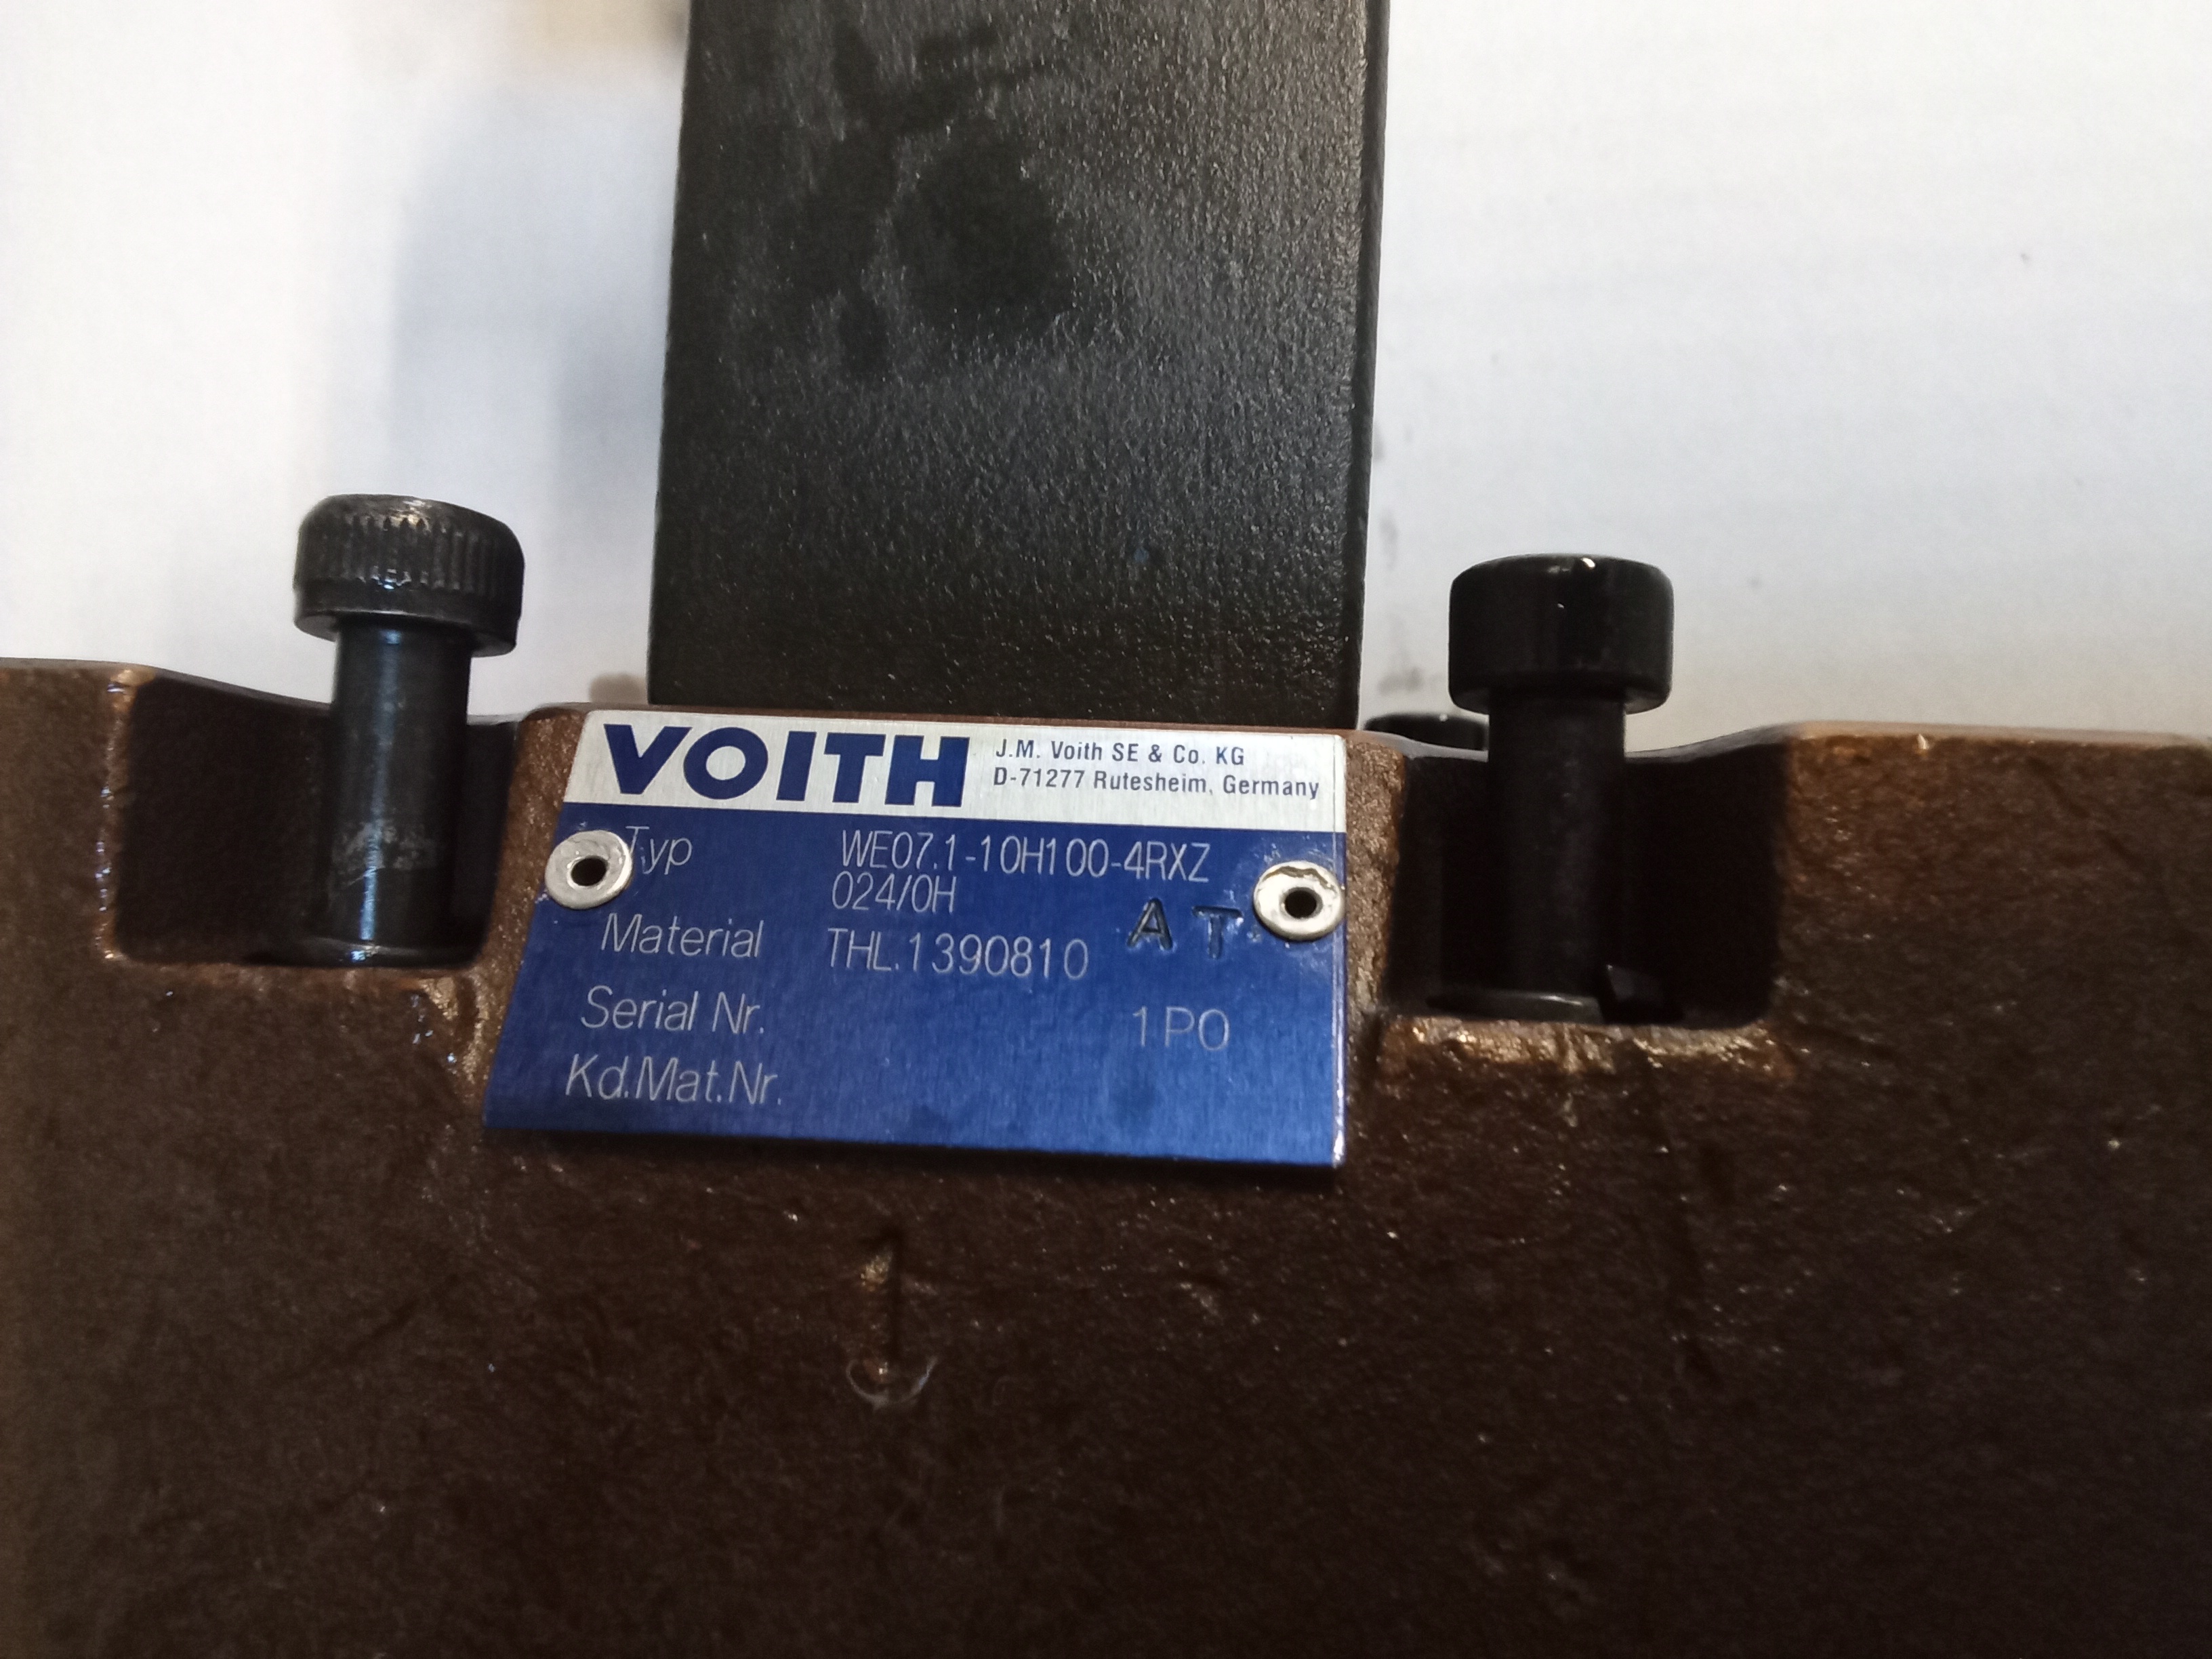 VOITH
J.M. Voith SE & Co. KG
D-71277 Rutesheim, Germany
Typ WE07.1-10H100-4RXZ
024/0H
A T
Material THL.1390810
Serial Nr. 1P0
Kd.Mat.Nr.